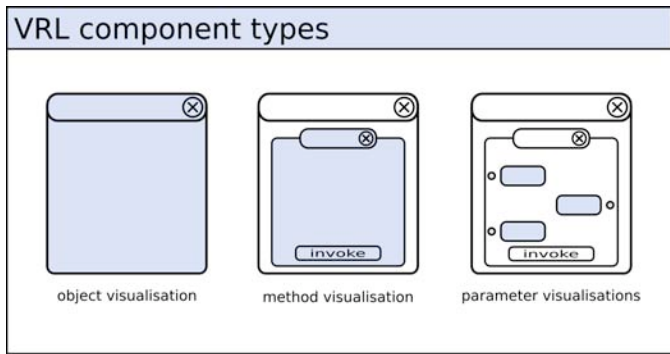 VRL component types
invoke
invoke
object visualisation
method visualisation
parameter visualisations